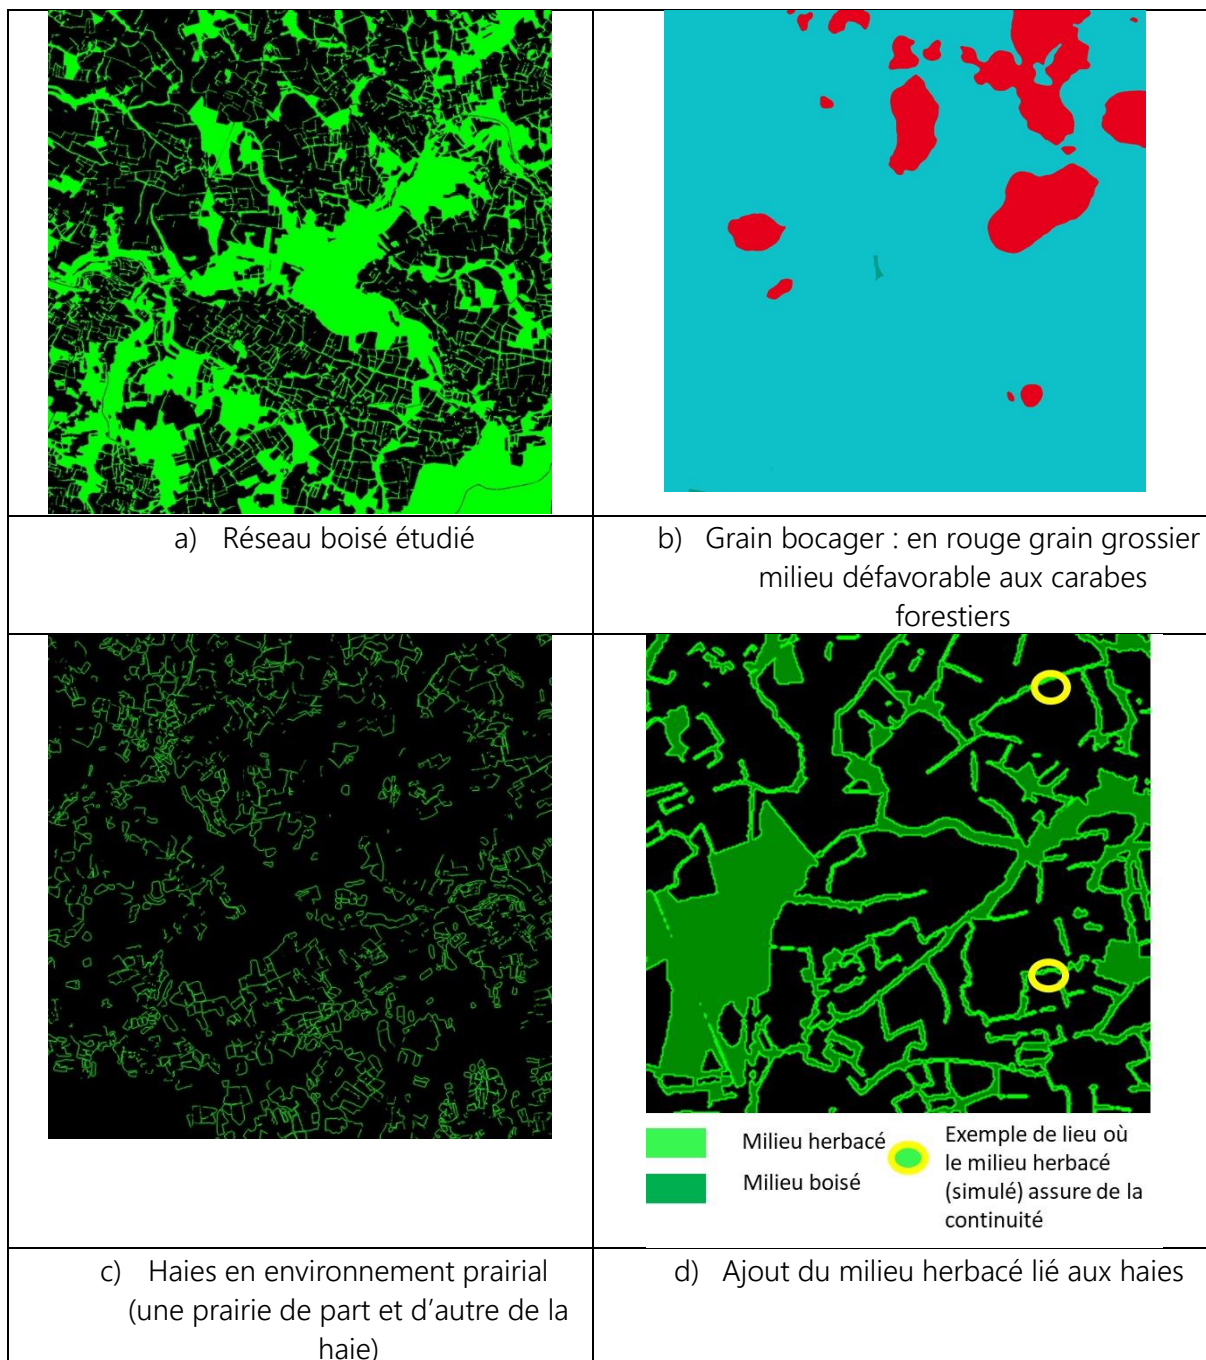 a) Réseau boisé étudié
b) Grain bocager : en rouge grain grossier
milieu défavorable aux carabes
forestiers
Milieu herbacé
Milieu boisé
Exemple de lieu où
le milieu herbacé
(simulé) assure de la
continuité
c) Haies en environnement prairial
(une prairie de part et d’autre de la
haie)
d) Ajout du milieu herbacé lié aux haies